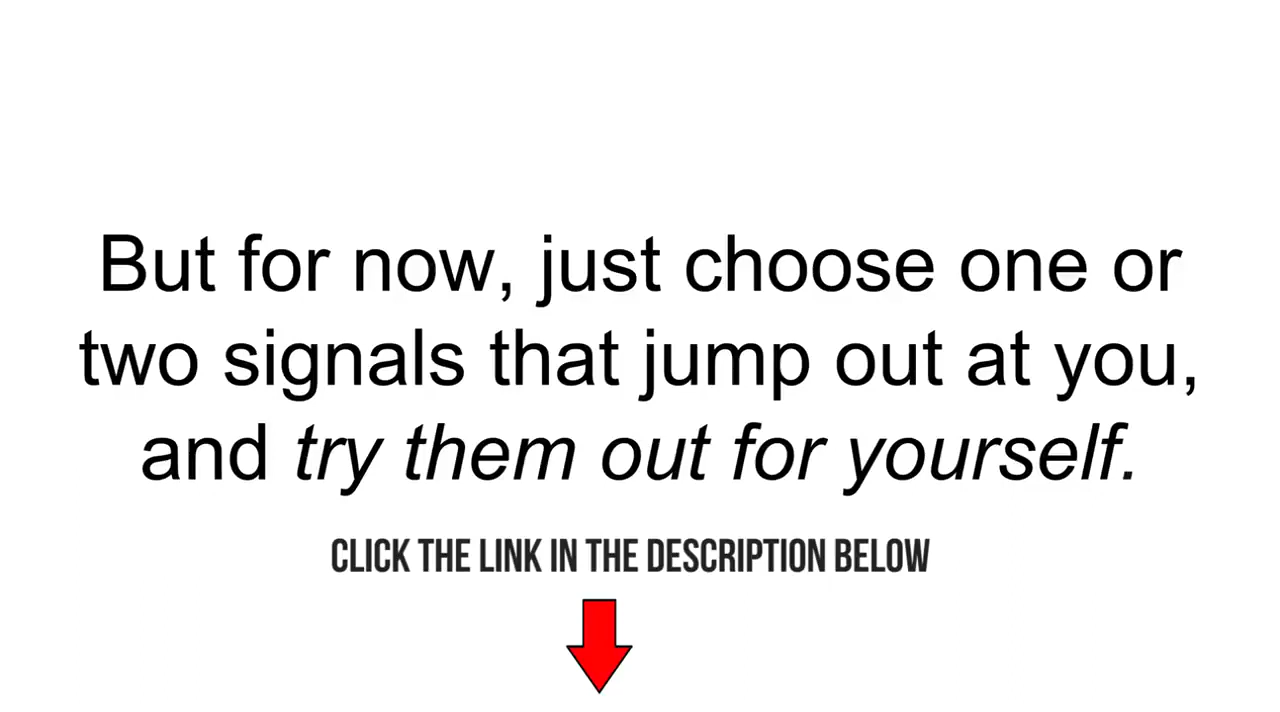 But for now, just choose one or
two signals that jump out at you,
and try them out for yourself.
CLICK THE LINK IN THE DESCRIPTION BELOW